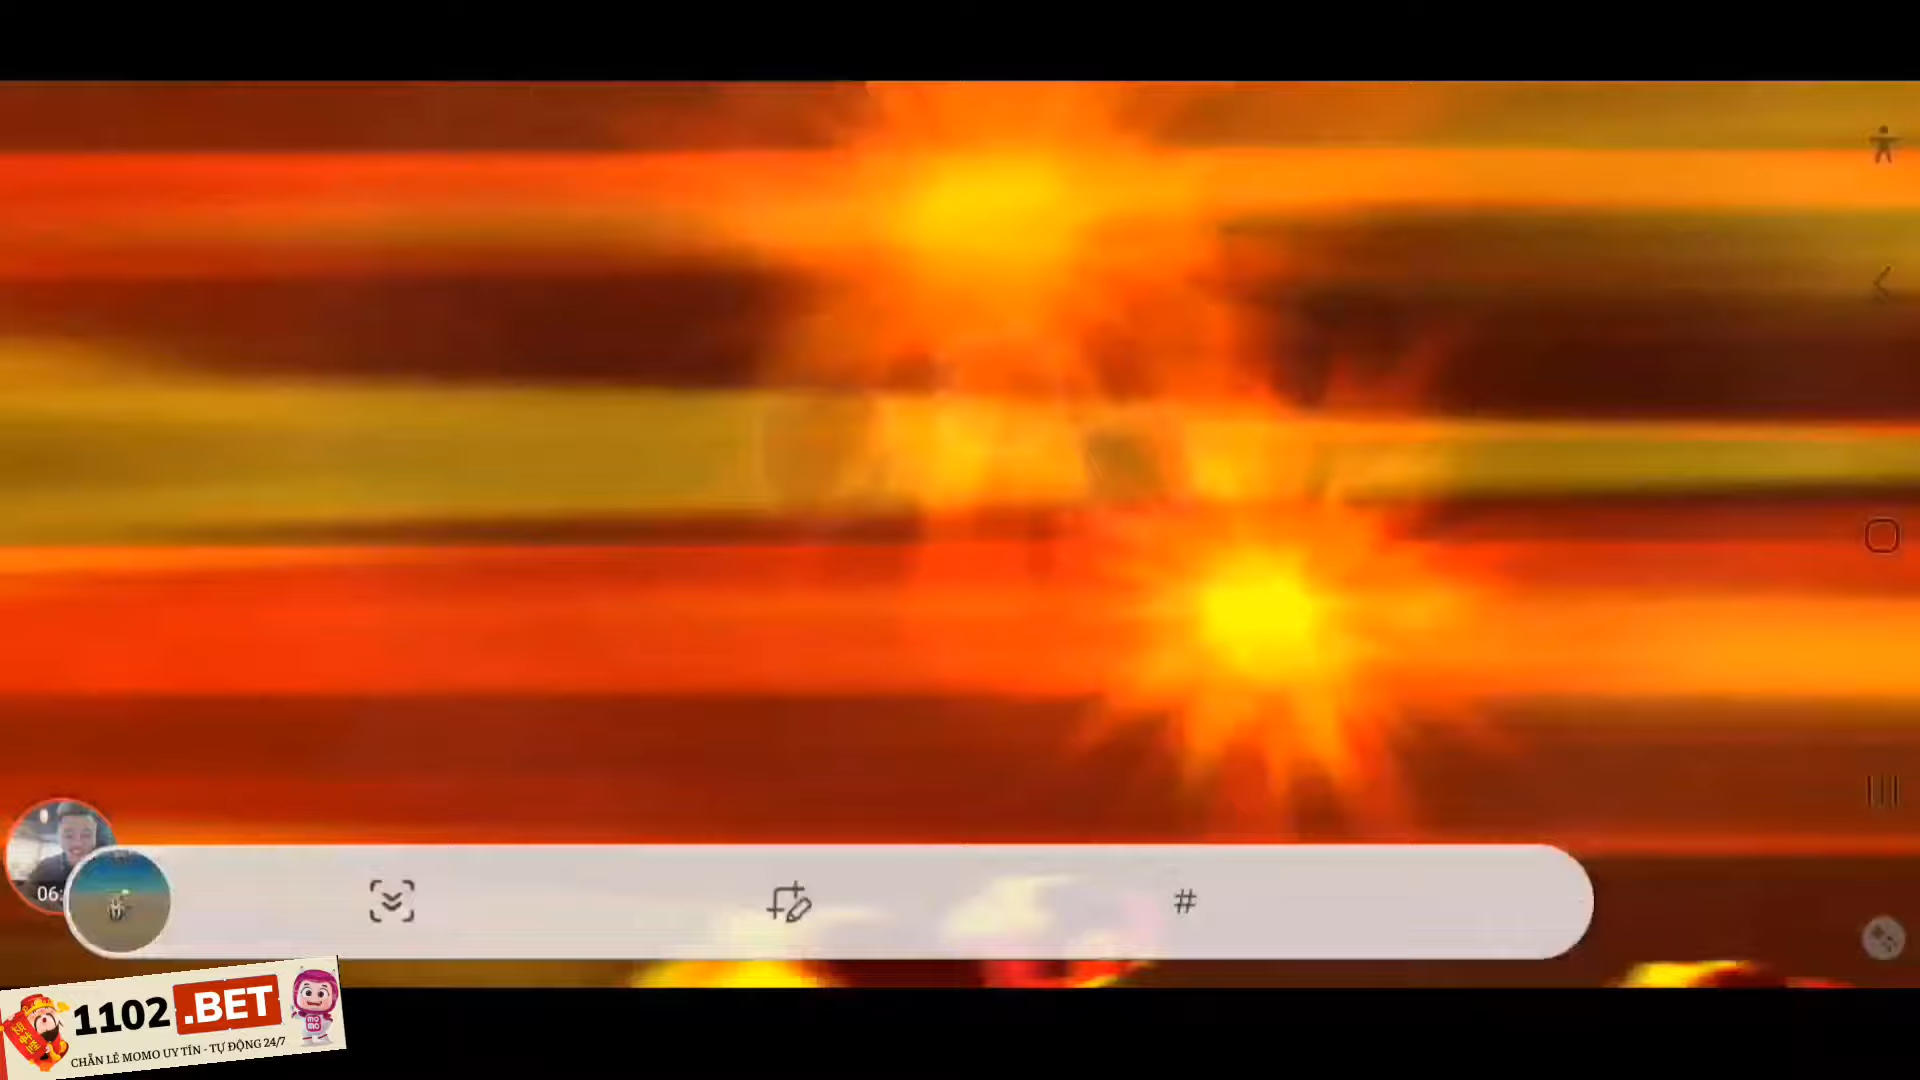 06:
#
1102.BET
CHẴN LẺ MOMO UY TÍN - TỰ ĐỘNG 24/7